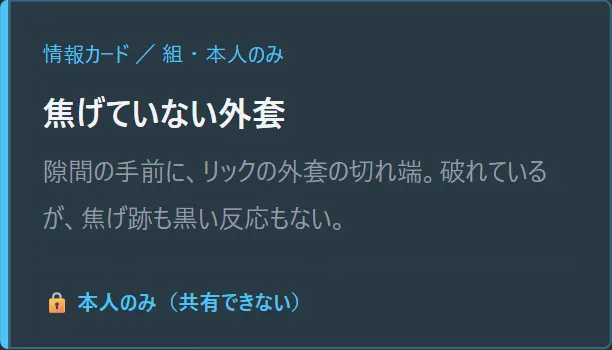 情報カード ／ 組 · 本人のみ
焦げていない外套
隙間の手前に、リックの外套の切れ端。破れている
が、焦げ跡も黒い反応もない。
🔒 本人のみ（共有できない）